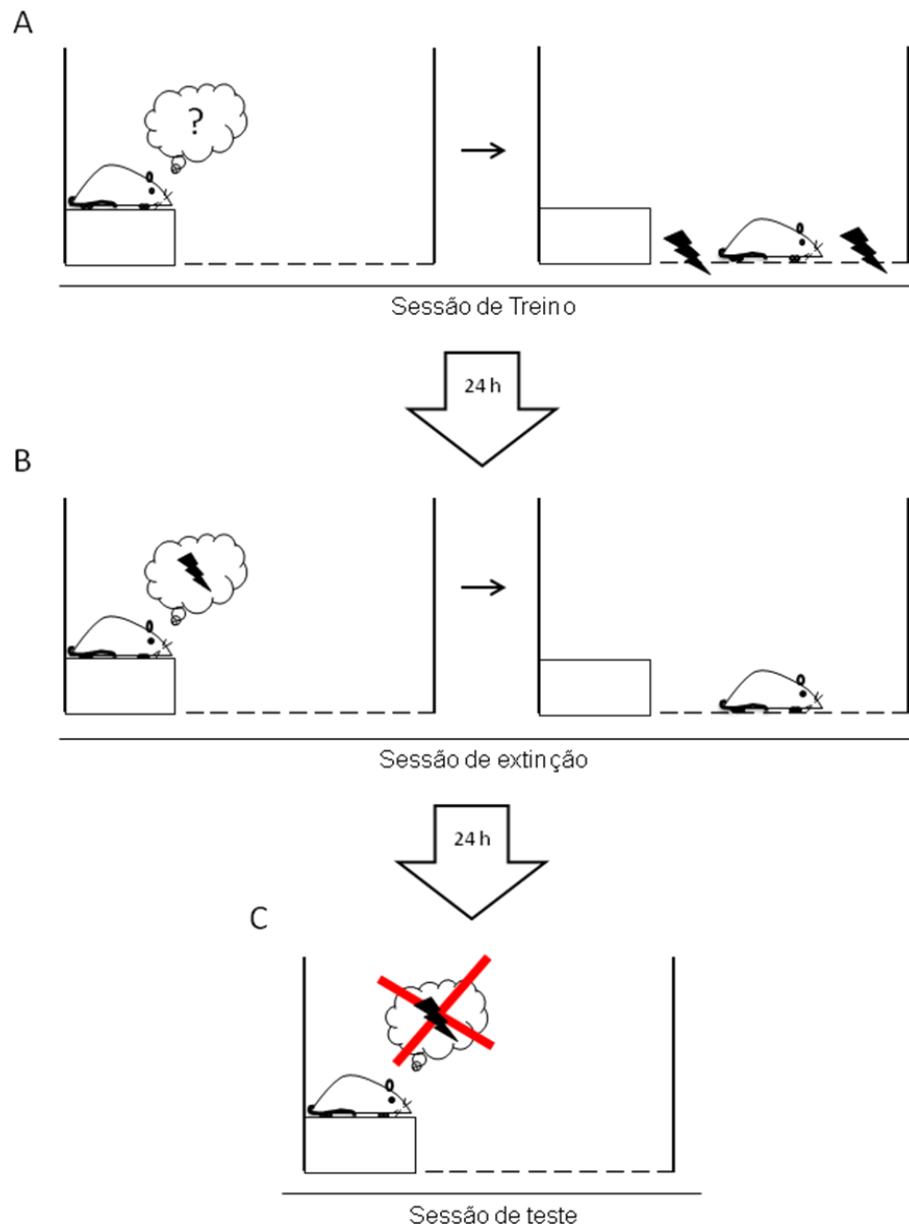 A
?
Sessão de Treino
24 h
B
Sessão de extinção
24 h
C
Sessão de teste